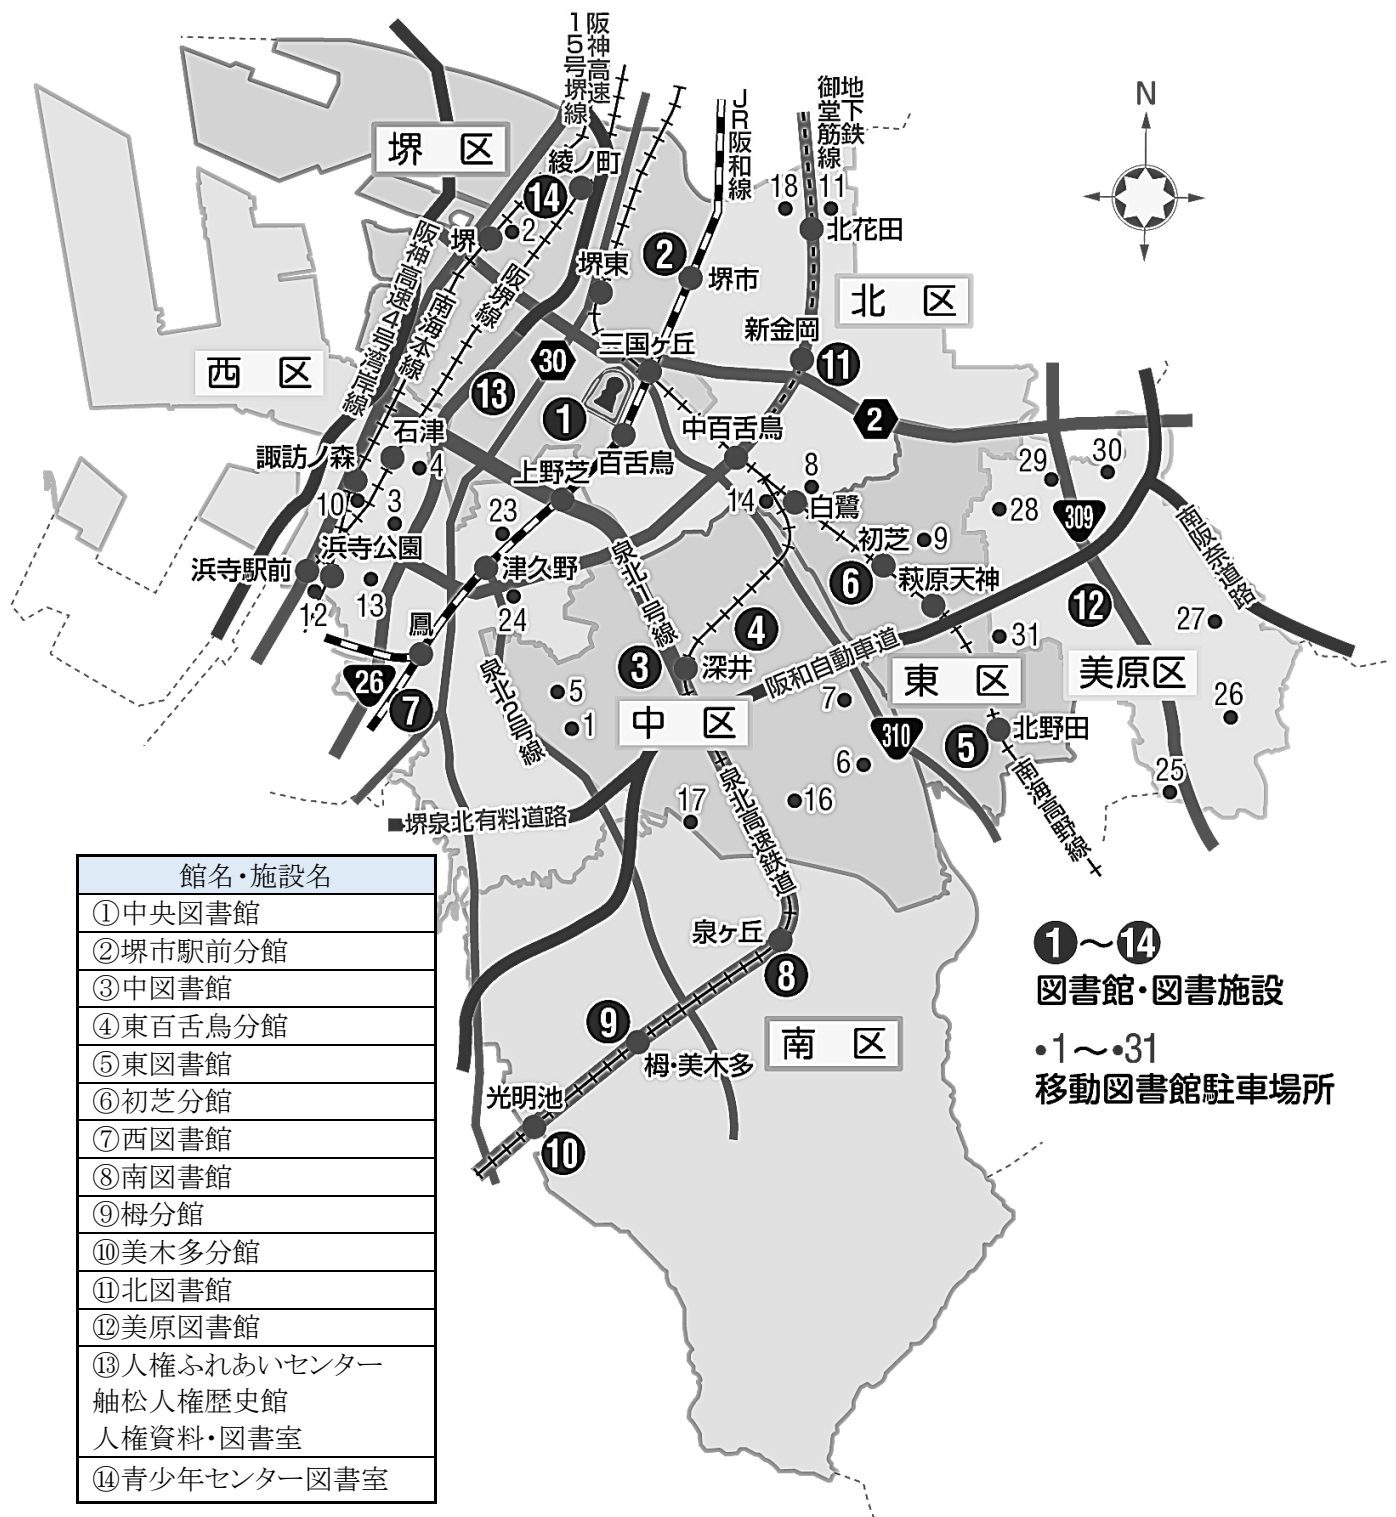 阪神高速
15号堺線
JR阪和線
地下鉄
御堂筋線
N
堺 区
綾ノ町
14
18
11
2
堺
北花田
2
堺東
堺市
阪神高速4号湾岸線
南海本線
阪堺線
北 区
新金岡
三国ヶ丘
30
11
西 区
13
1
2
石津
中百舌鳥
諏訪ノ森
4
上野芝
百舌鳥
8
29
30
10
3
23
14
白鷺
28
309
南阪奈道路
浜寺公園
初芝
9
浜寺駅前
津久野
泉北1号線
6
萩原天神
12
13
24
12
27
鳳
4
31
26
3
深井
阪和自動車道
東 区
美原区
7
泉北2号線
5
1
中 区
7
310
5
北野田
26
6
25
17
16
南海高野線
堺泉北有料道路
泉北高速鉄道
泉ヶ丘
8
9
栂・美木多
南 区
光明池
10
1～14
図書館・図書施設
•1～•31
移動図書館駐車場所
館名・施設名
①中央図書館
②堺市駅前分館
③中図書館
④東百舌鳥分館
⑤東図書館
⑥初芝分館
⑦西図書館
⑧南図書館
⑨栂分館
⑩美木多分館
⑪北図書館
⑫美原図書館
⑬人権ふれあいセンター
舳松人権歴史館
人権資料・図書室
⑭青少年センター図書室